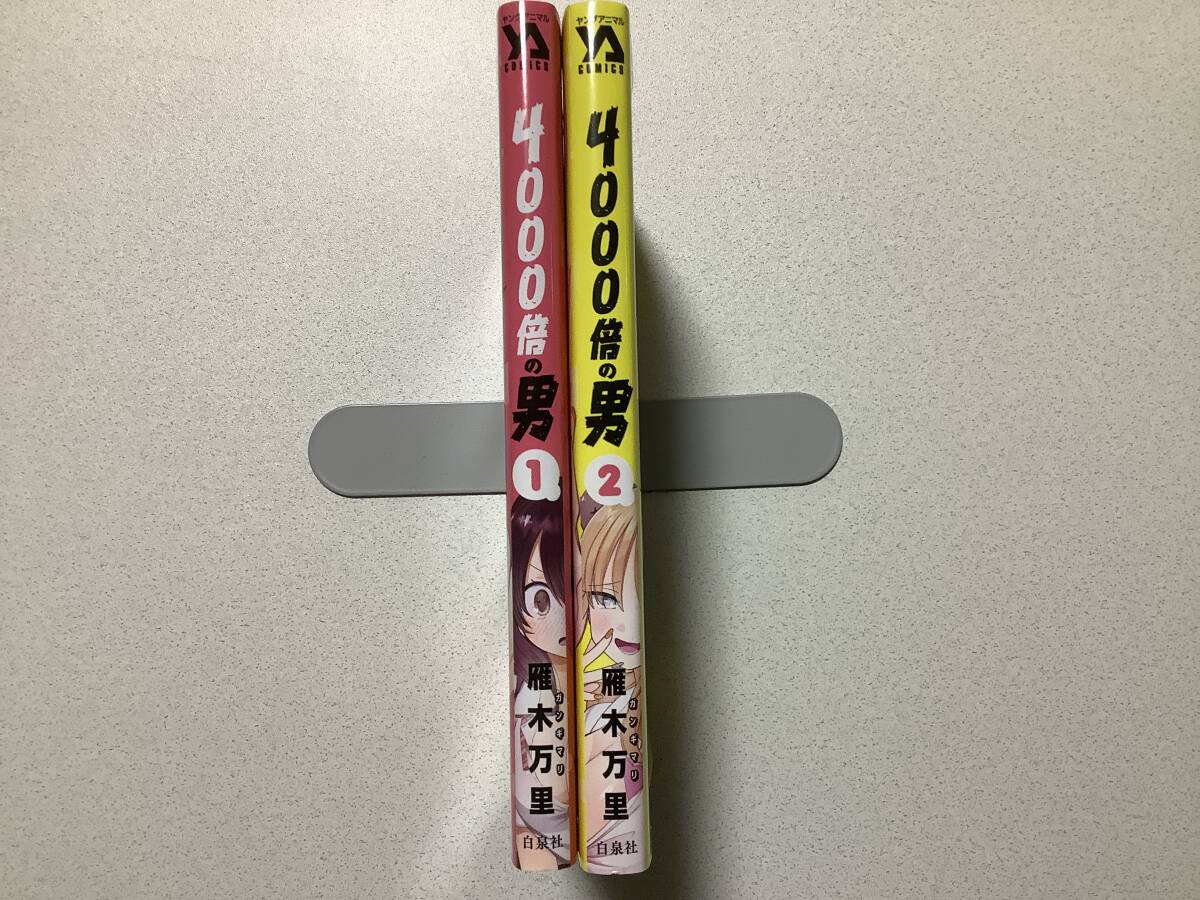 ヤングアニマル
YA
COMICS
4000倍の男
1
雁木万里
ガンギマリ
白泉社
ヤングアニマル
YA
COMICS
4000倍の男
2
雁木万里
ガンギマリ
白泉社